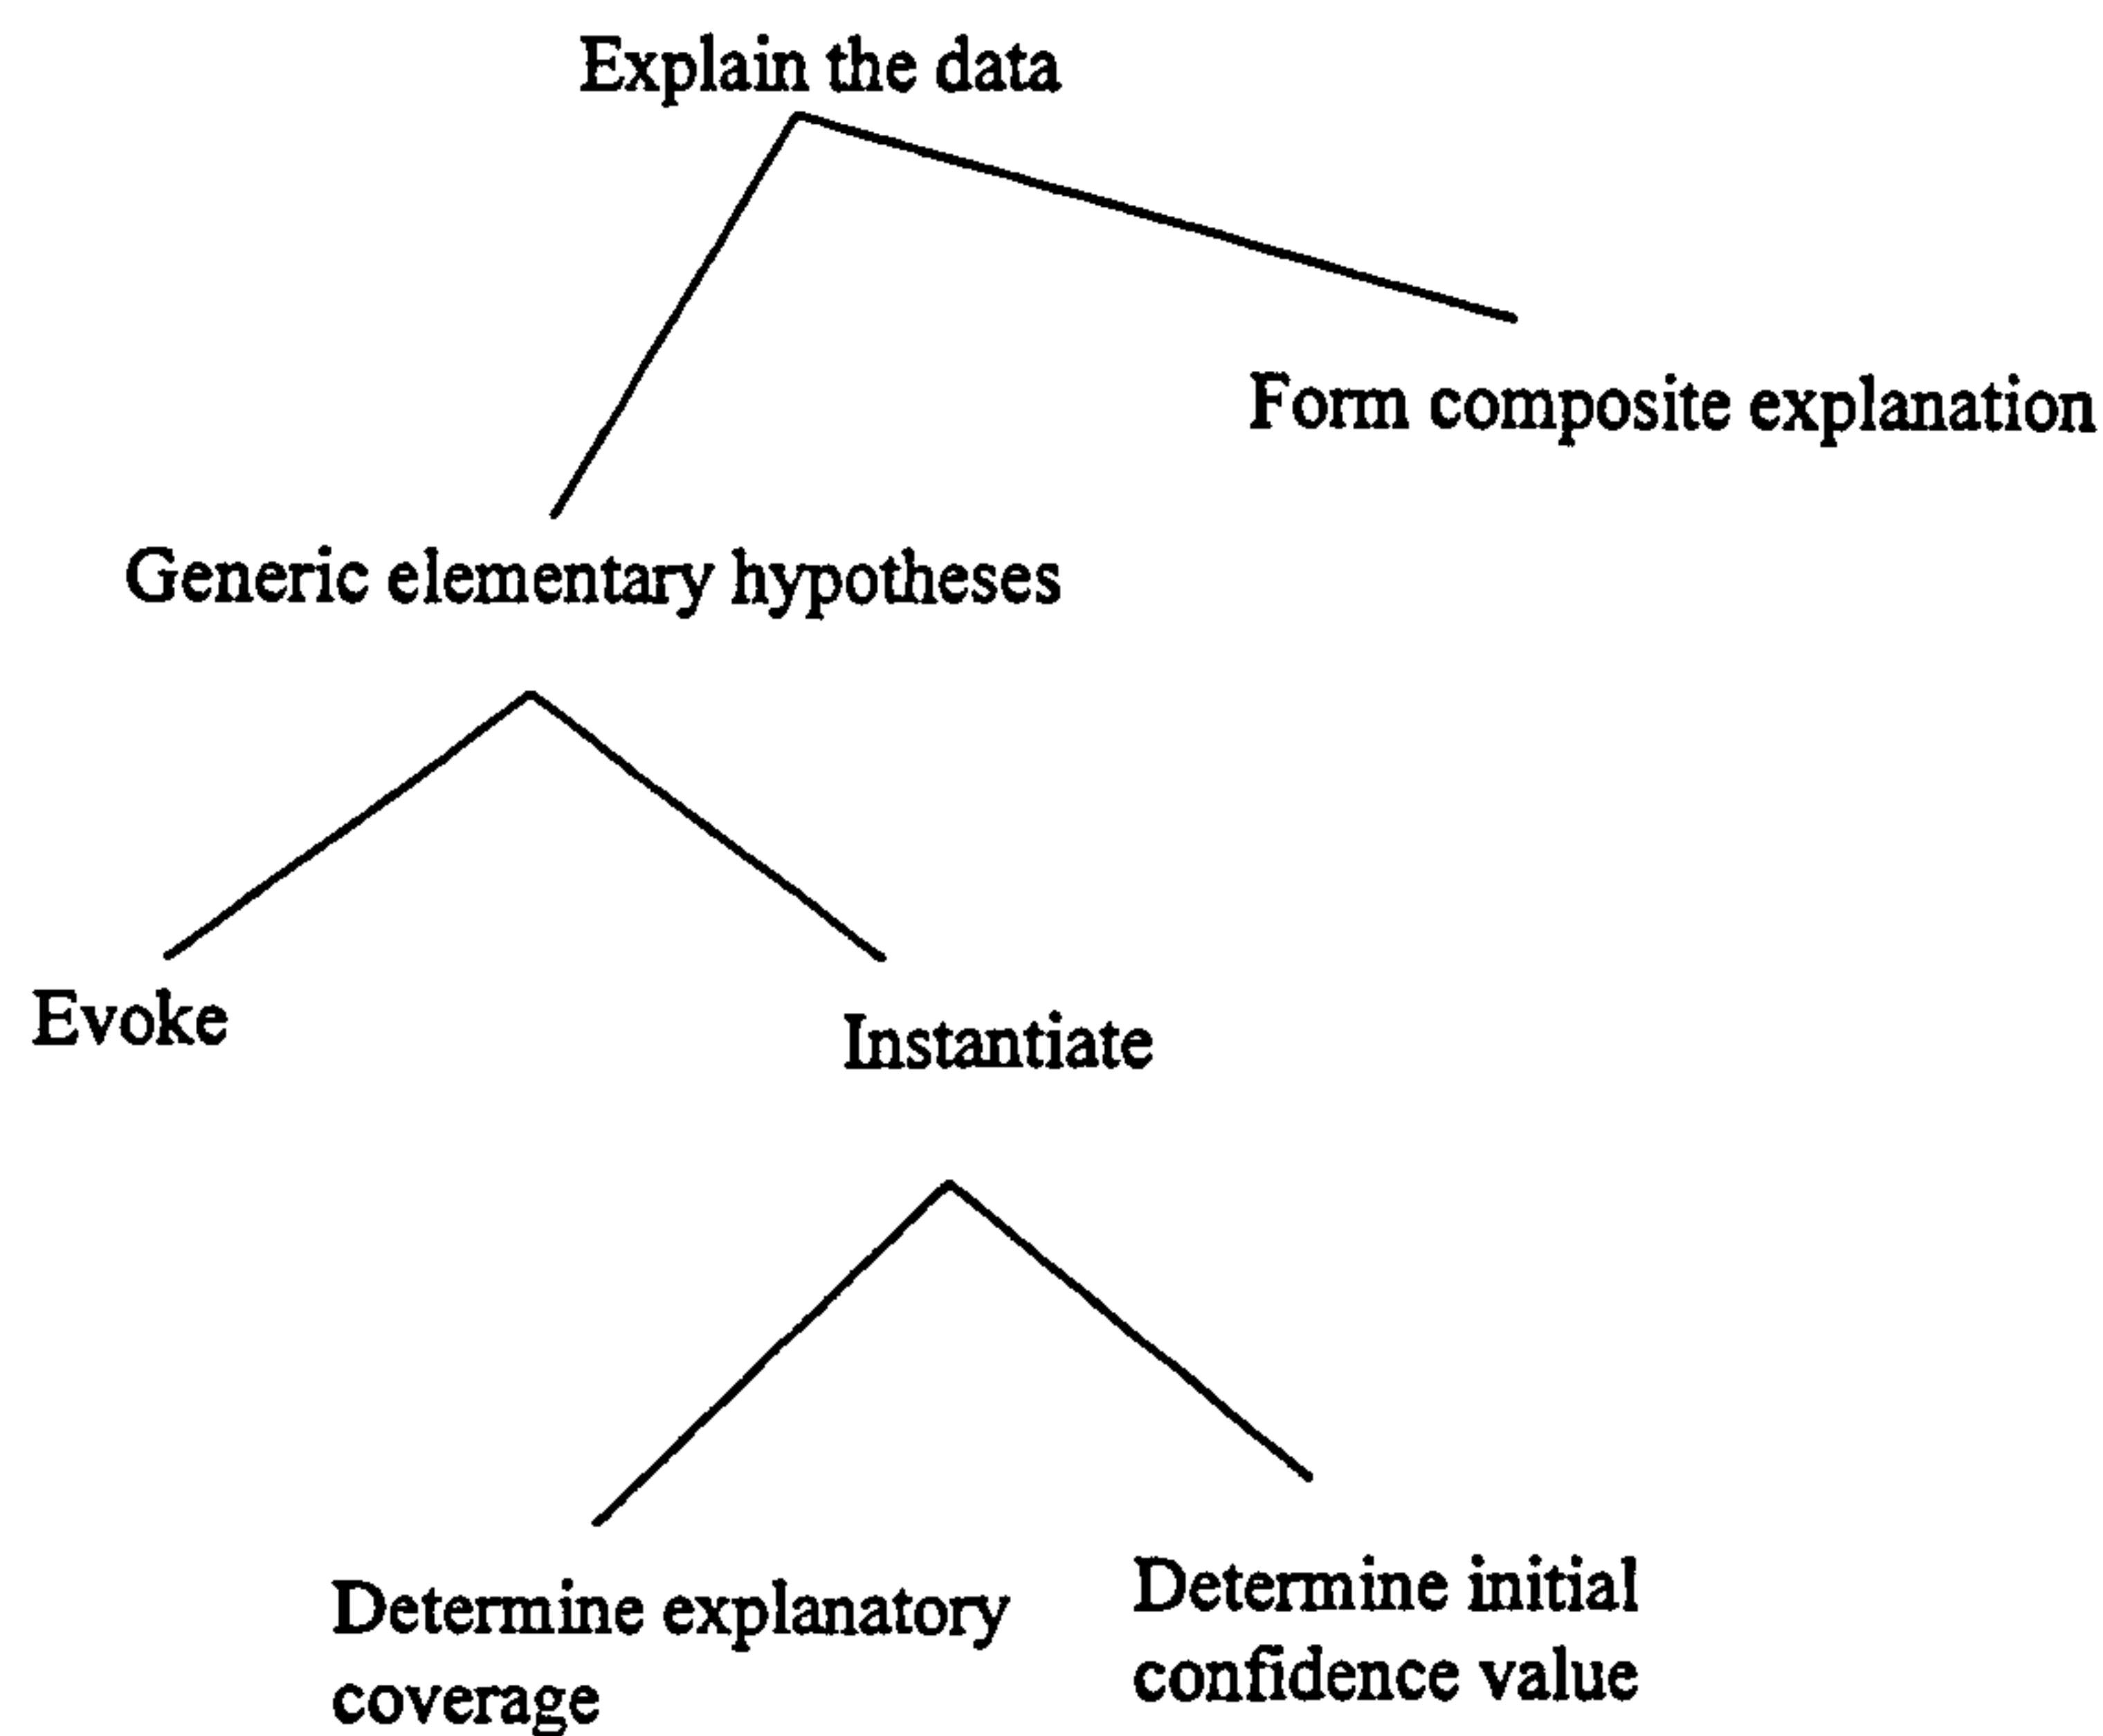 Explain the data
Form composite explanation
Generic elementary hypotheses
Evoke
Instantiate
Determine explanatory
coverage
Determine initial
confidence value